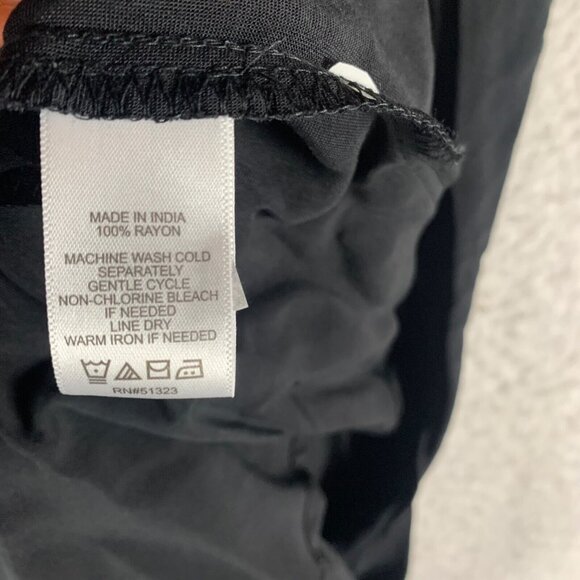 MADE IN INDIA
100% RAYON
MACHINE WASH COLD
SEPARATELY
GENTLE CYCLE
NON-CHLORINE BLEACH
IF NEEDED
LINE DRY
WARM IRON IF NEEDED
RN#51323